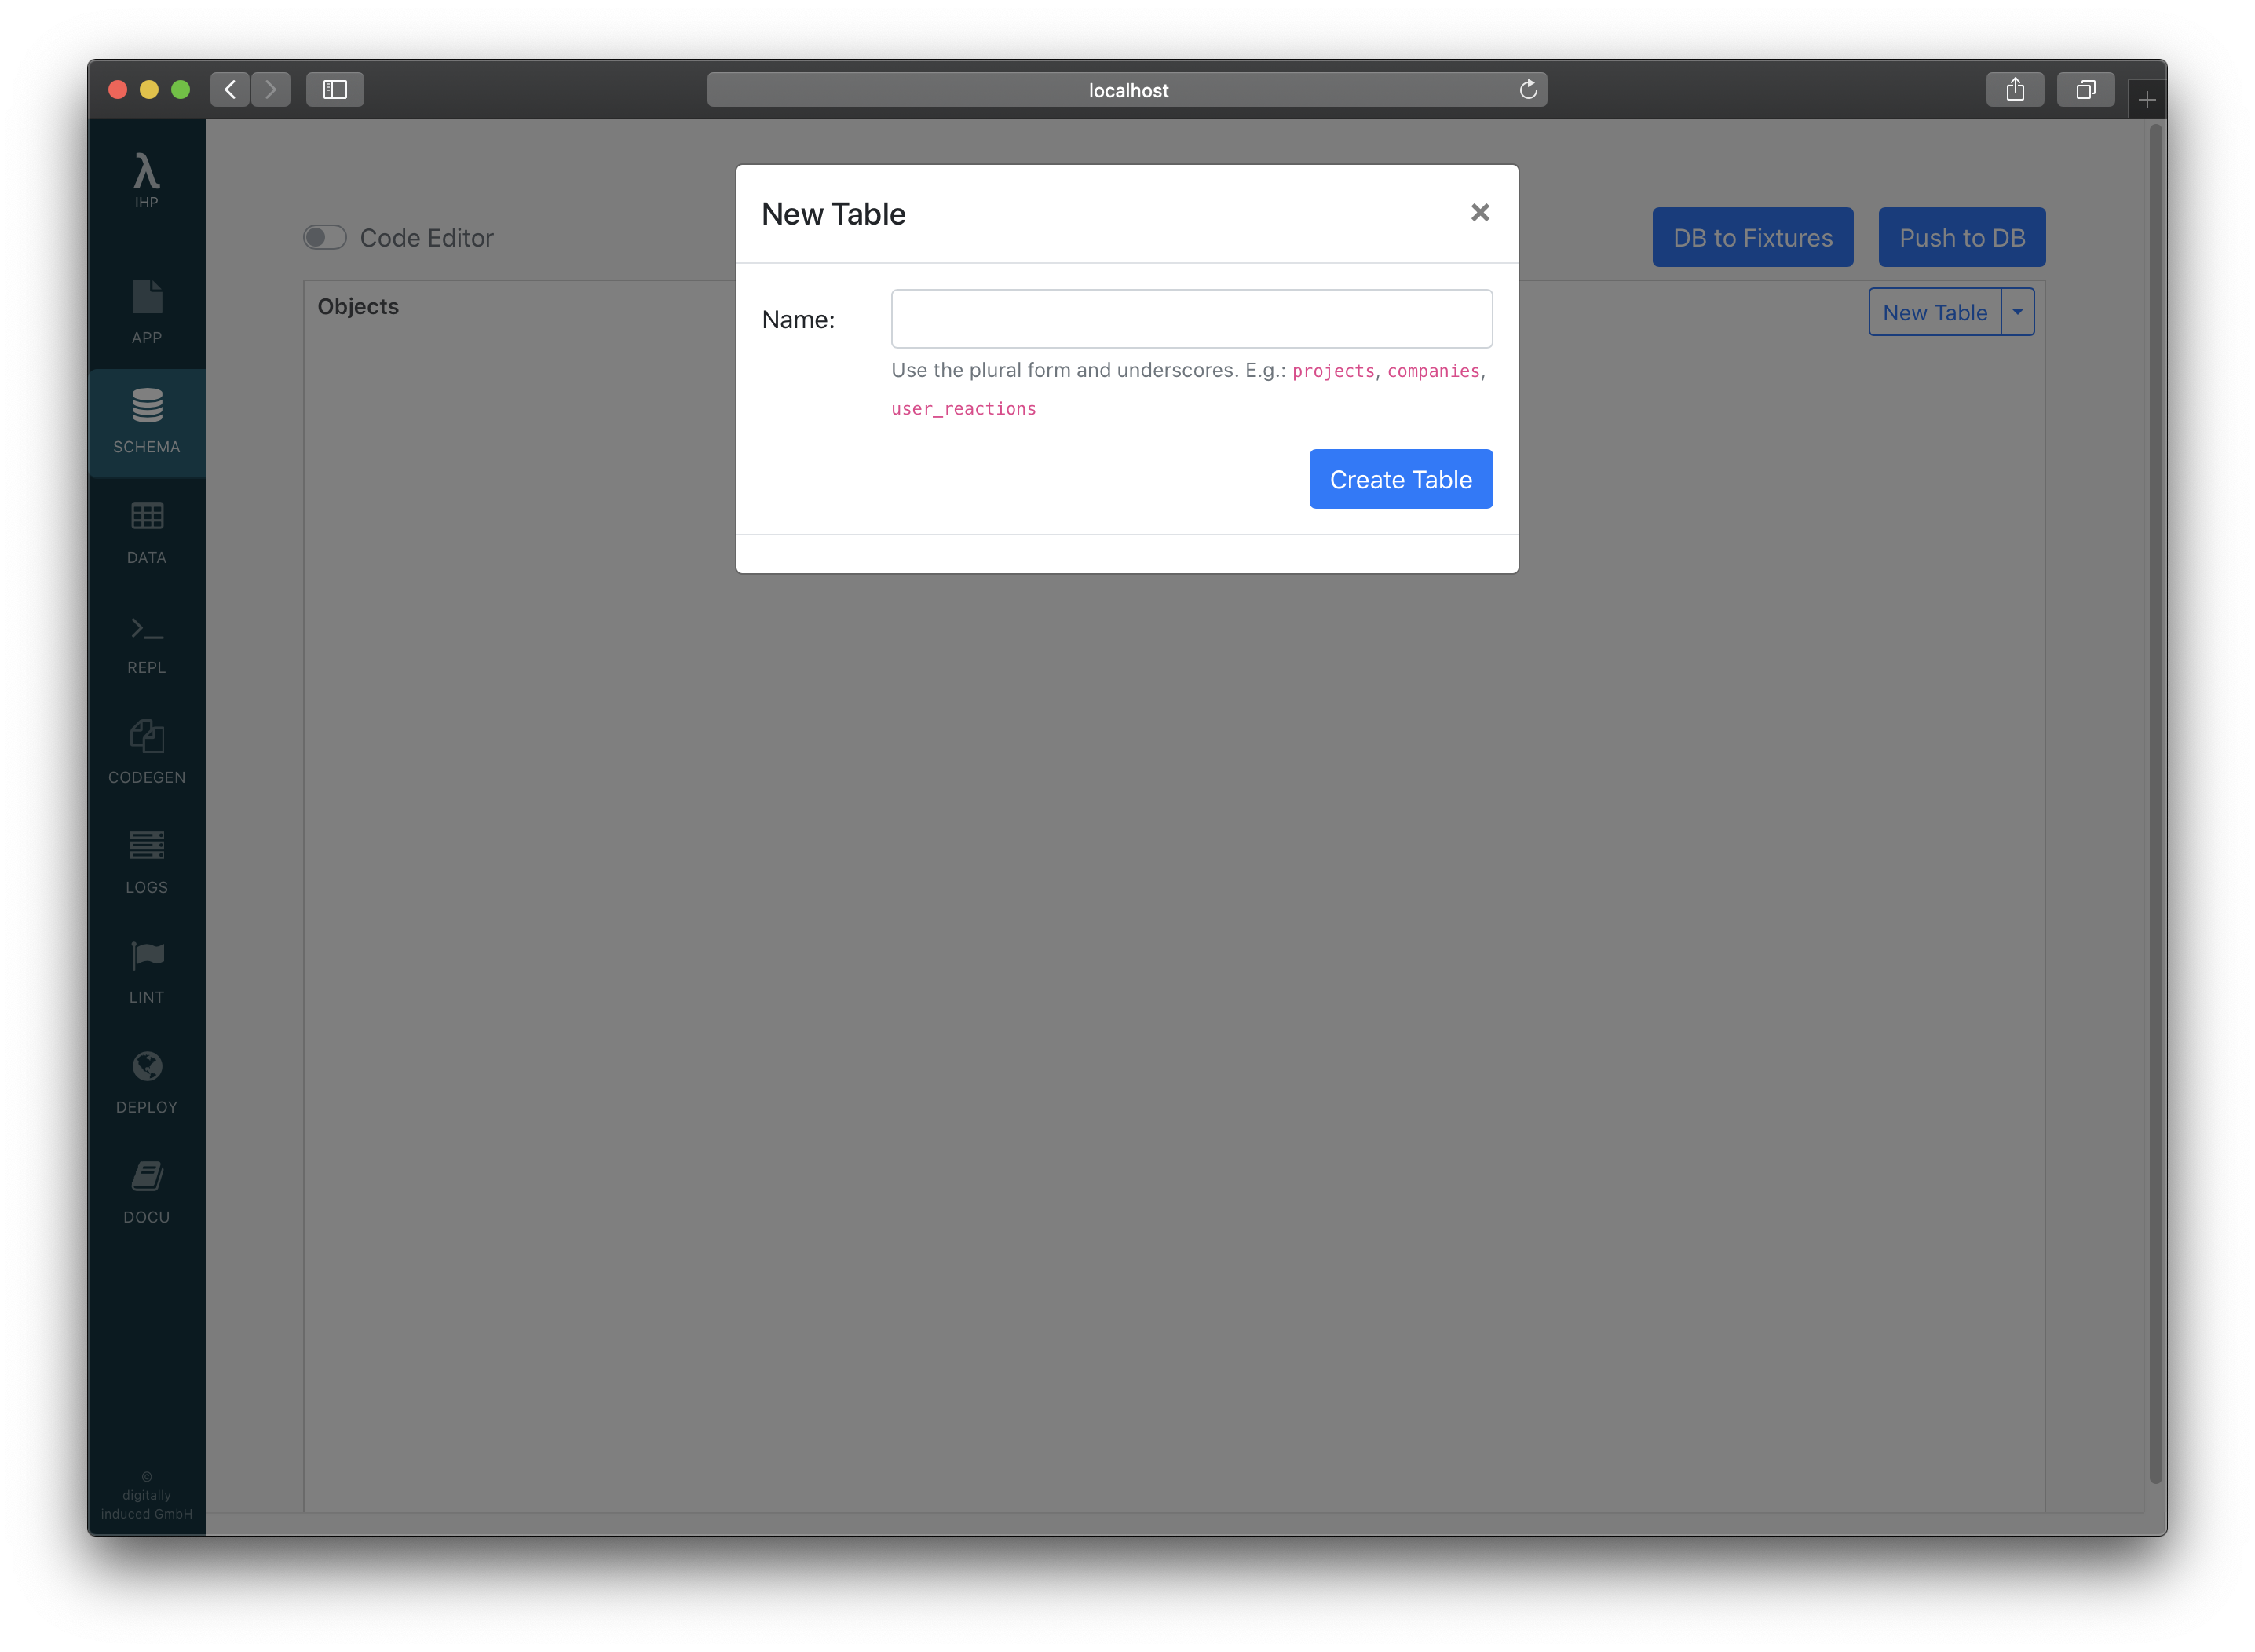 localhost
λ
IHP
APP
SCHEMA
DATA
REPL
CODEGEN
LOGS
LINT
DEPLOY
DOCU
©
digitally
induced GmbH
Code Editor
DB to Fixtures
Push to DB
Objects
New Table
New Table
×
Name:
Use the plural form and underscores. E.g.: projects, companies,
user_reactions
Create Table